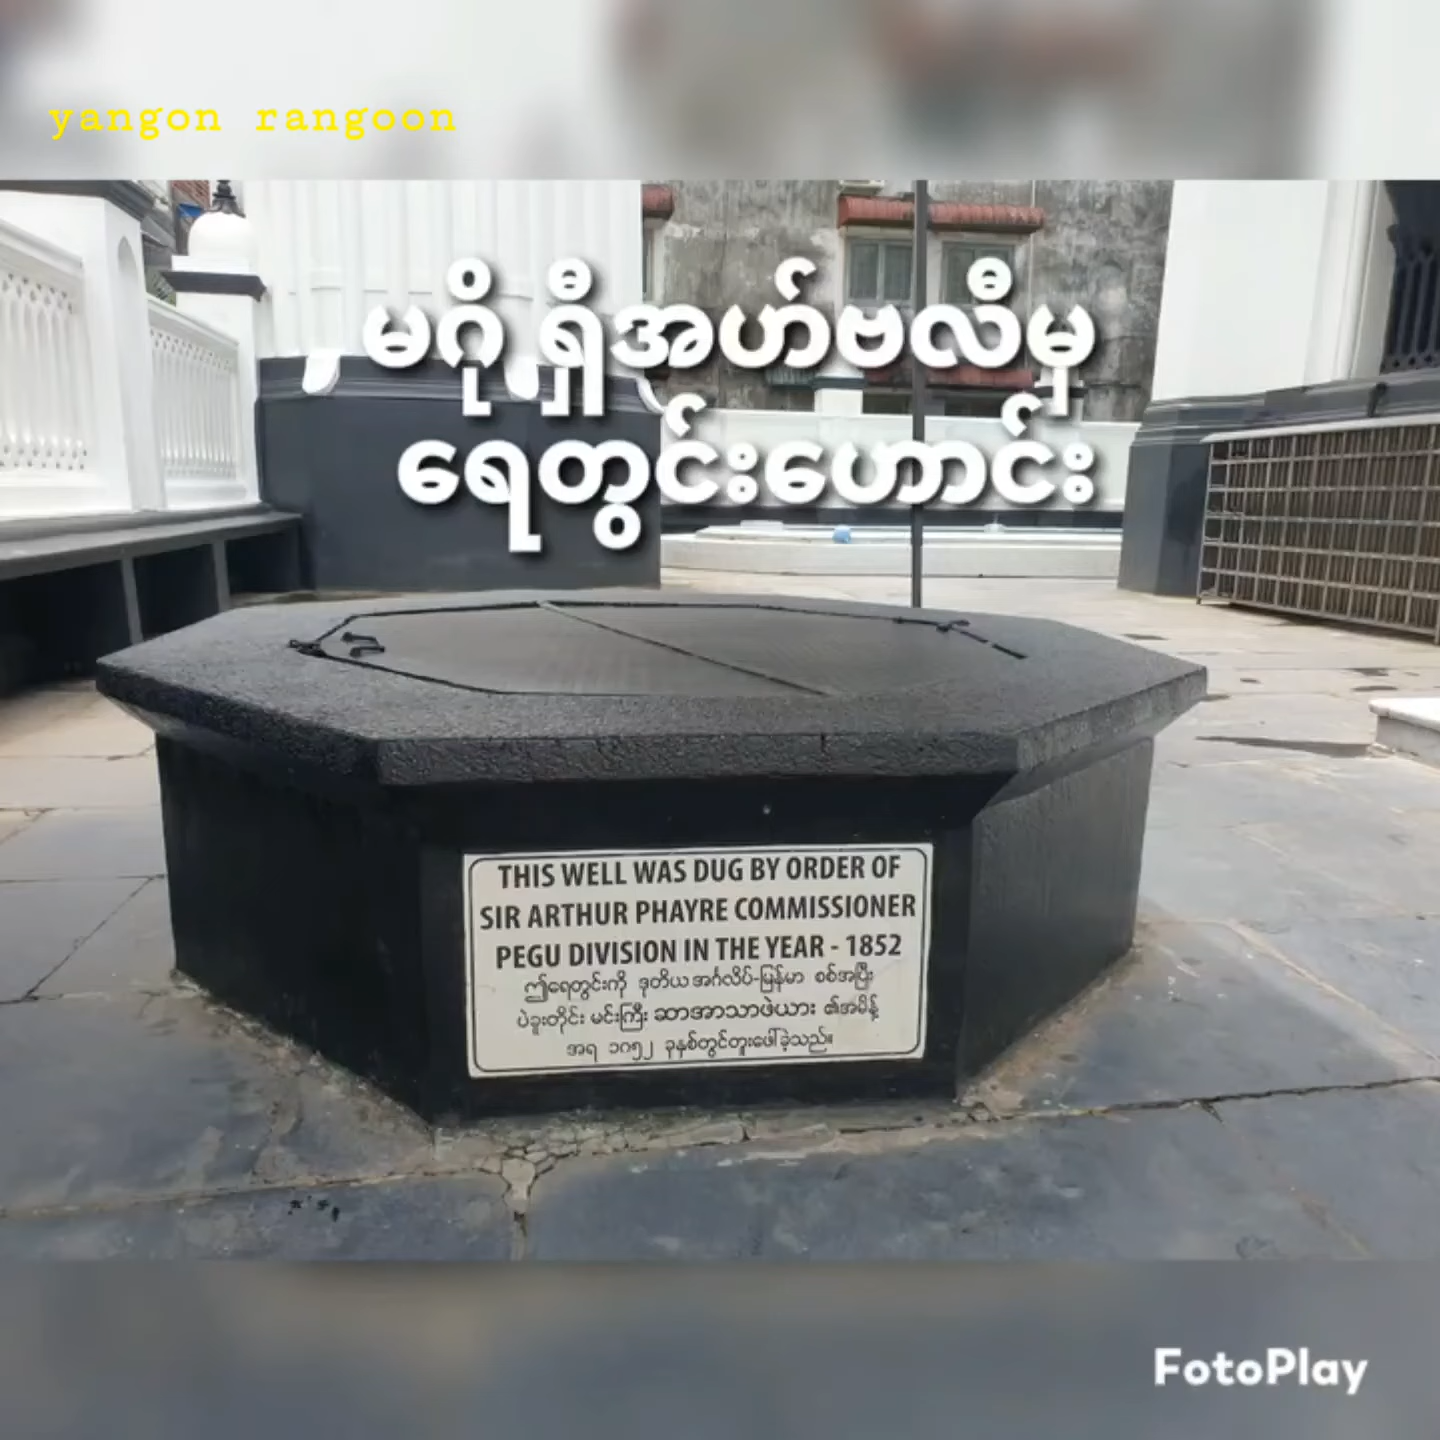 yangon rangoon
မဂို ရှီအဟ်ဗလီမှ
ရေတွင်းဟောင်း
THIS WELL WAS DUG BY ORDER OF
SIR ARTHUR PHAYRE COMMISSIONER
PEGU DIVISION IN THE YEAR - 1852
ဤရေတွင်းကို ဒုတိယအင်္ဂလိပ်-မြန်မာ စစ်အပြီး
ပဲခူးတိုင်း မင်းကြီး ဆာအာသာဖဲယား ၏အမိန့်
အရ ၁၈၅၂ ခုနှစ်တွင်တူးဖေါ်ခဲ့သည်။
FotoPlay